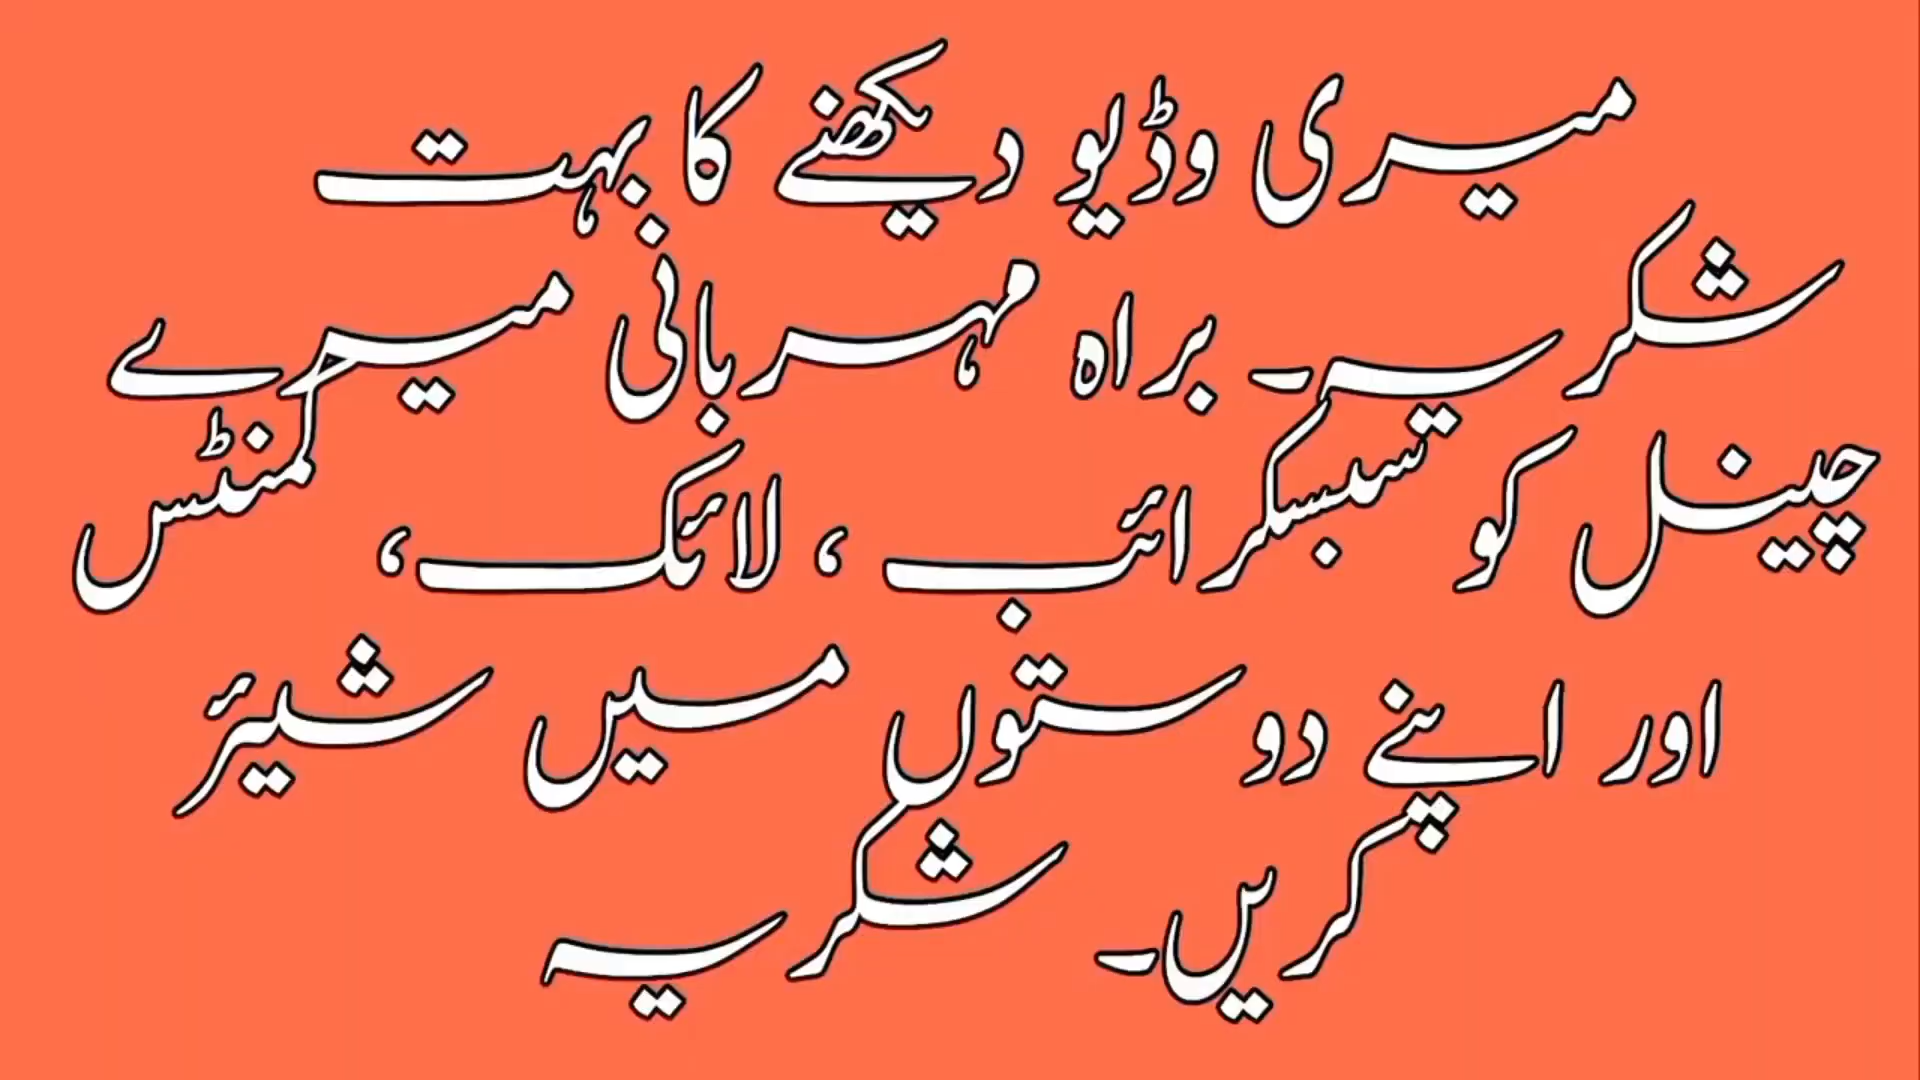 میری وڈیو دیکھنے کا بہت
شکریہ۔ براہ مہربانی میرے
چینل کو سبسکرائب ، لائک، کمنٹس
اور اپنے دوستوں میں شیئر
کریں۔ شکریہ